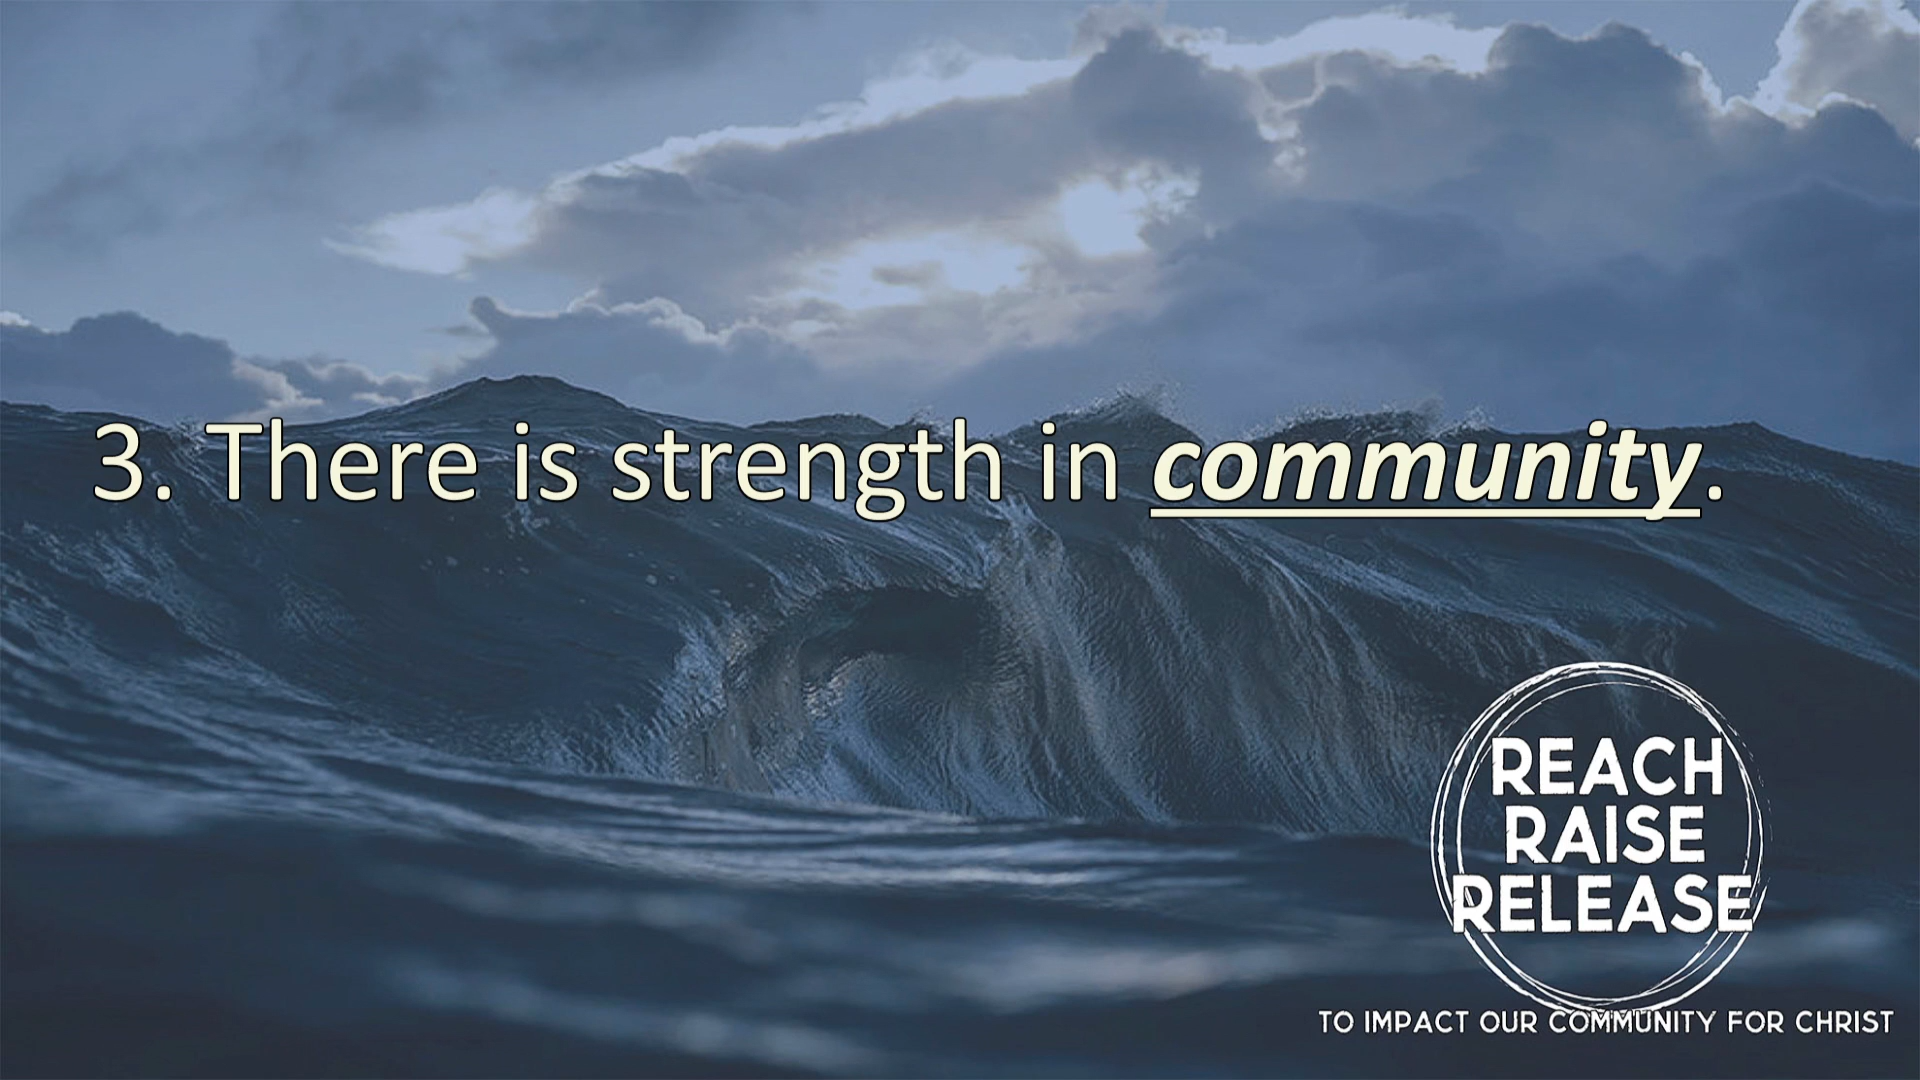 3. There is strength in community.
REACH
RAISE
RELEASE
TO IMPACT OUR COMMUNITY FOR CHRIST